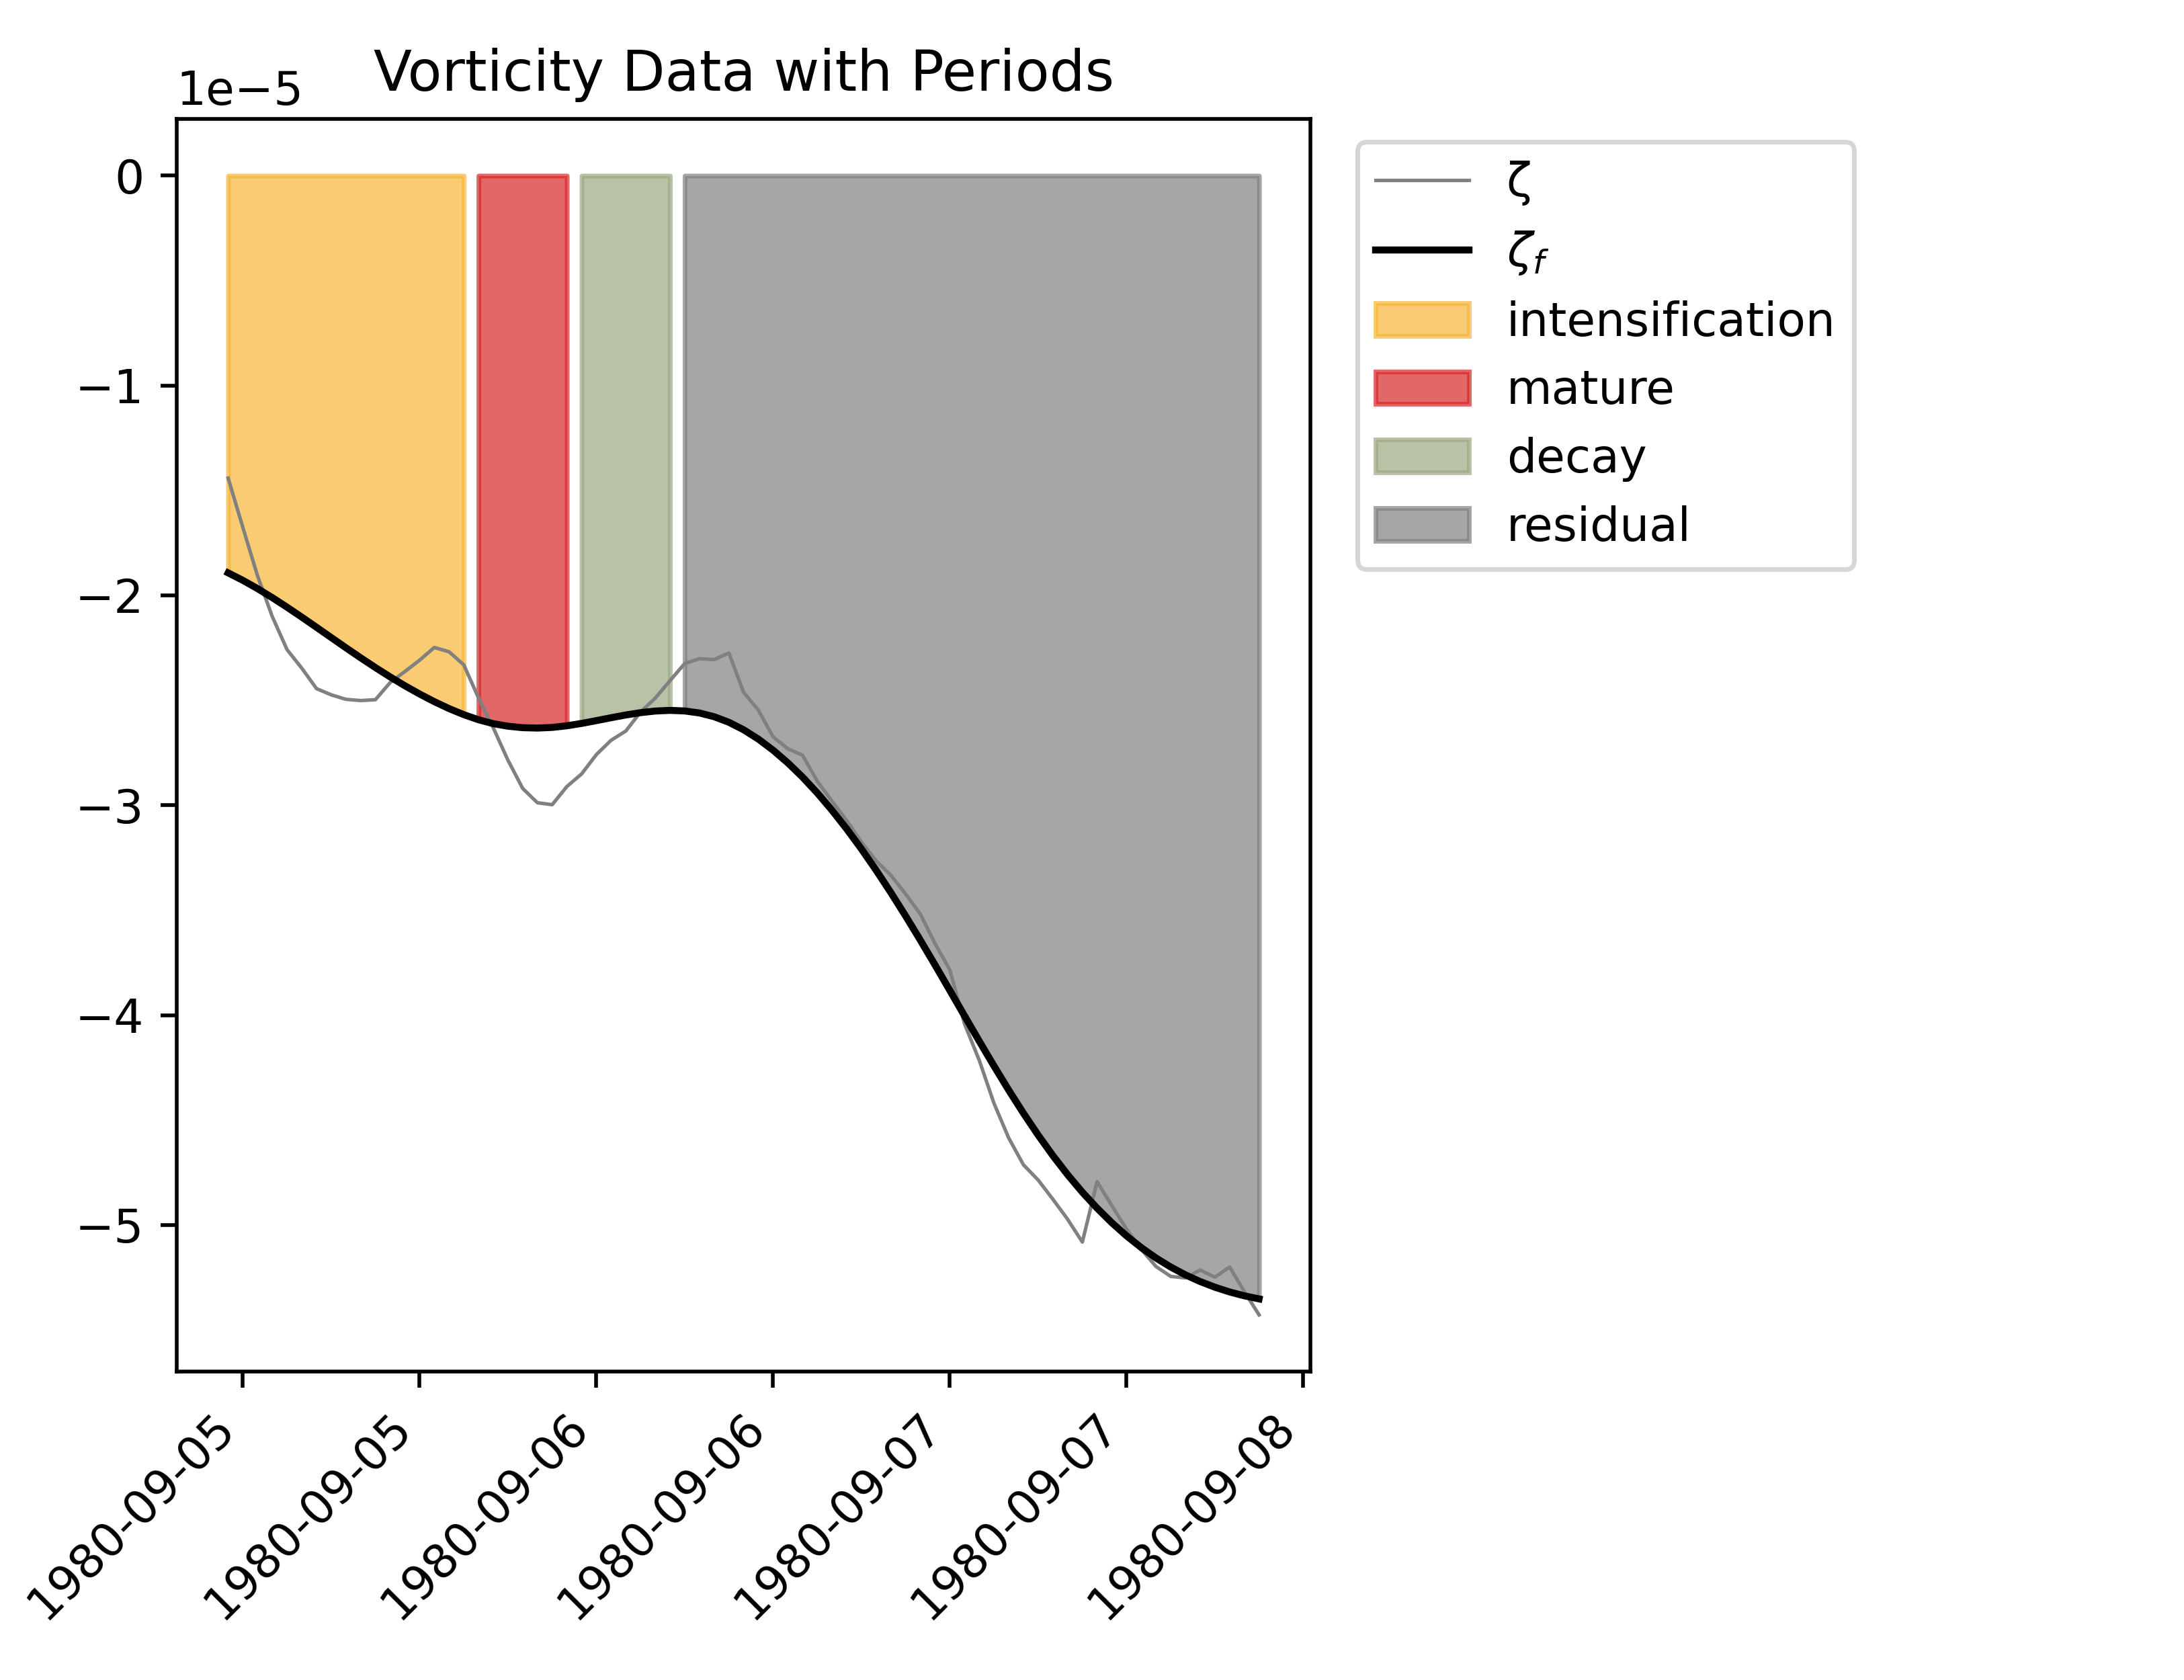 Vorticity Data with Periods
1e−5
0
−1
−2
−3
−4
−5
1980-09-05
1980-09-05
1980-09-06
1980-09-06
1980-09-07
1980-09-07
1980-09-08
ζ
ζf
intensification
mature
decay
residual